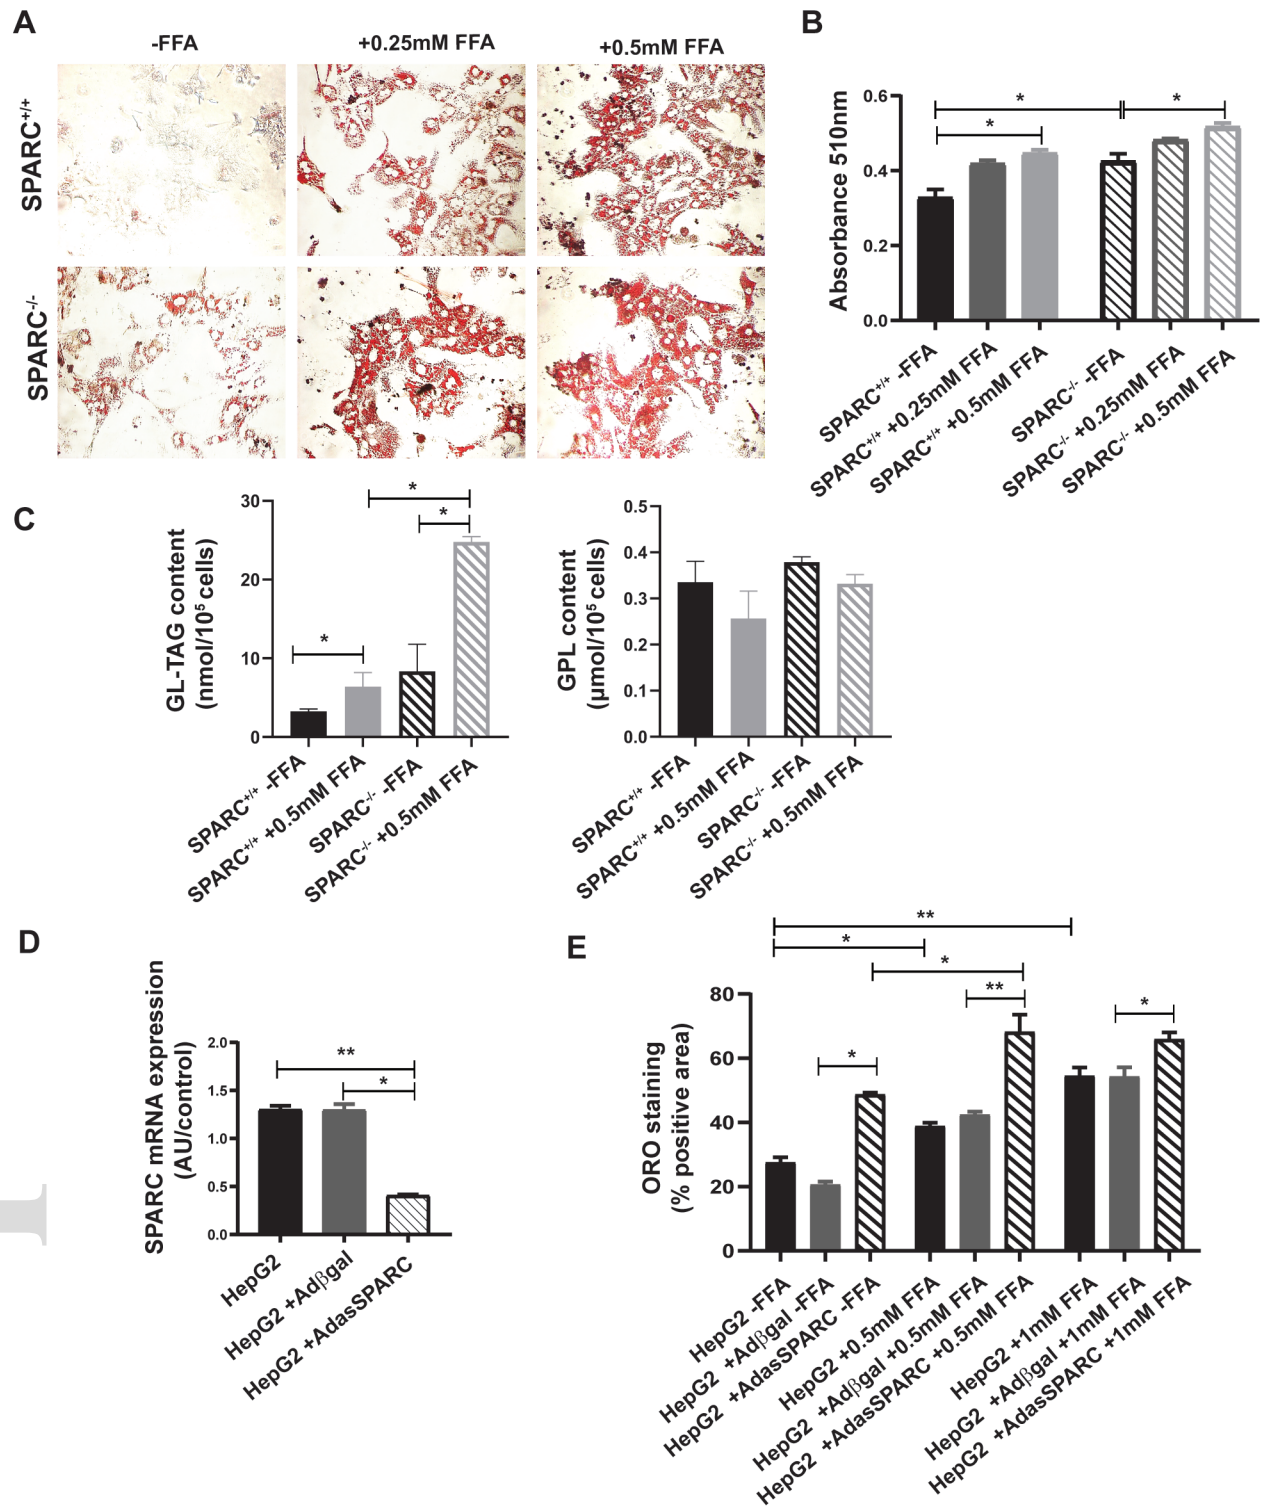 A
-FFA
+0.25mM FFA
+0.5mM FFA
SPARC+/+
SPARC-/-
B
Absorbance 510nm
0.6
0.4
0.2
0.0
*
*
*
SPARC+/+ -FFA
SPARC+/+ +0.25mM FFA
SPARC+/+ +0.5mM FFA
SPARC-/- -FFA
SPARC-/- +0.25mM FFA
SPARC-/- +0.5mM FFA
C
GL-TAG content
(nmol/10⁵ cells)
30
20
10
0
*
*
*
SPARC+/+ -FFA
SPARC+/+ +0.5mM FFA
SPARC-/- -FFA
SPARC-/- +0.5mM FFA
GPL content
(μmol/10⁵ cells)
0.5
0.4
0.3
0.2
0.1
0.0
SPARC+/+ -FFA
SPARC+/+ +0.5mM FFA
SPARC-/- -FFA
SPARC-/- +0.5mM FFA
D
SPARC mRNA expression
(AU/control)
2.0
1.5
1.0
0.5
0.0
**
*
HepG2
HepG2 +Adβgal
HepG2 +AdasSPARC
E
ORO staining
(% positive area)
80
60
40
20
0
**
*
*
**
*
*
HepG2 -FFA
HepG2 +Adβgal -FFA
HepG2 +AdasSPARC -FFA
HepG2 +0.5mM FFA
HepG2 +Adβgal +0.5mM FFA
HepG2 +AdasSPARC +0.5mM FFA
HepG2 +1mM FFA
HepG2 +Adβgal +1mM FFA
HepG2 +AdasSPARC +1mM FFA